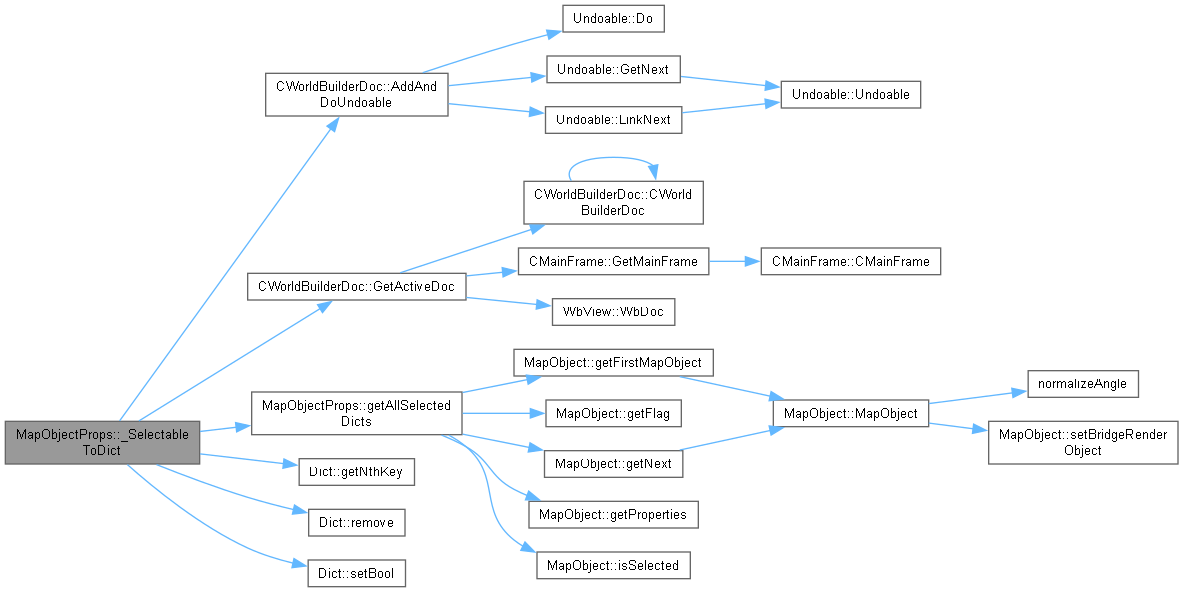 Undoable::Do
CWorldBuilderDoc::AddAnd
DoUndoable
Undoable::GetNext
Undoable::Undoable
Undoable::LinkNext
CWorldBuilderDoc::CWorld
BuilderDoc
CMainFrame::GetMainFrame
CMainFrame::CMainFrame
CWorldBuilderDoc::GetActiveDoc
WbView::WbDoc
MapObject::getFirstMapObject
normalizeAngle
MapObjectProps::getAllSelected
Dicts
MapObject::getFlag
MapObject::MapObject
MapObjectProps::_Selectable
ToDict
MapObject::setBridgeRender
Object
MapObject::getNext
Dict::getNthKey
MapObject::getProperties
Dict::remove
MapObject::isSelected
Dict::setBool